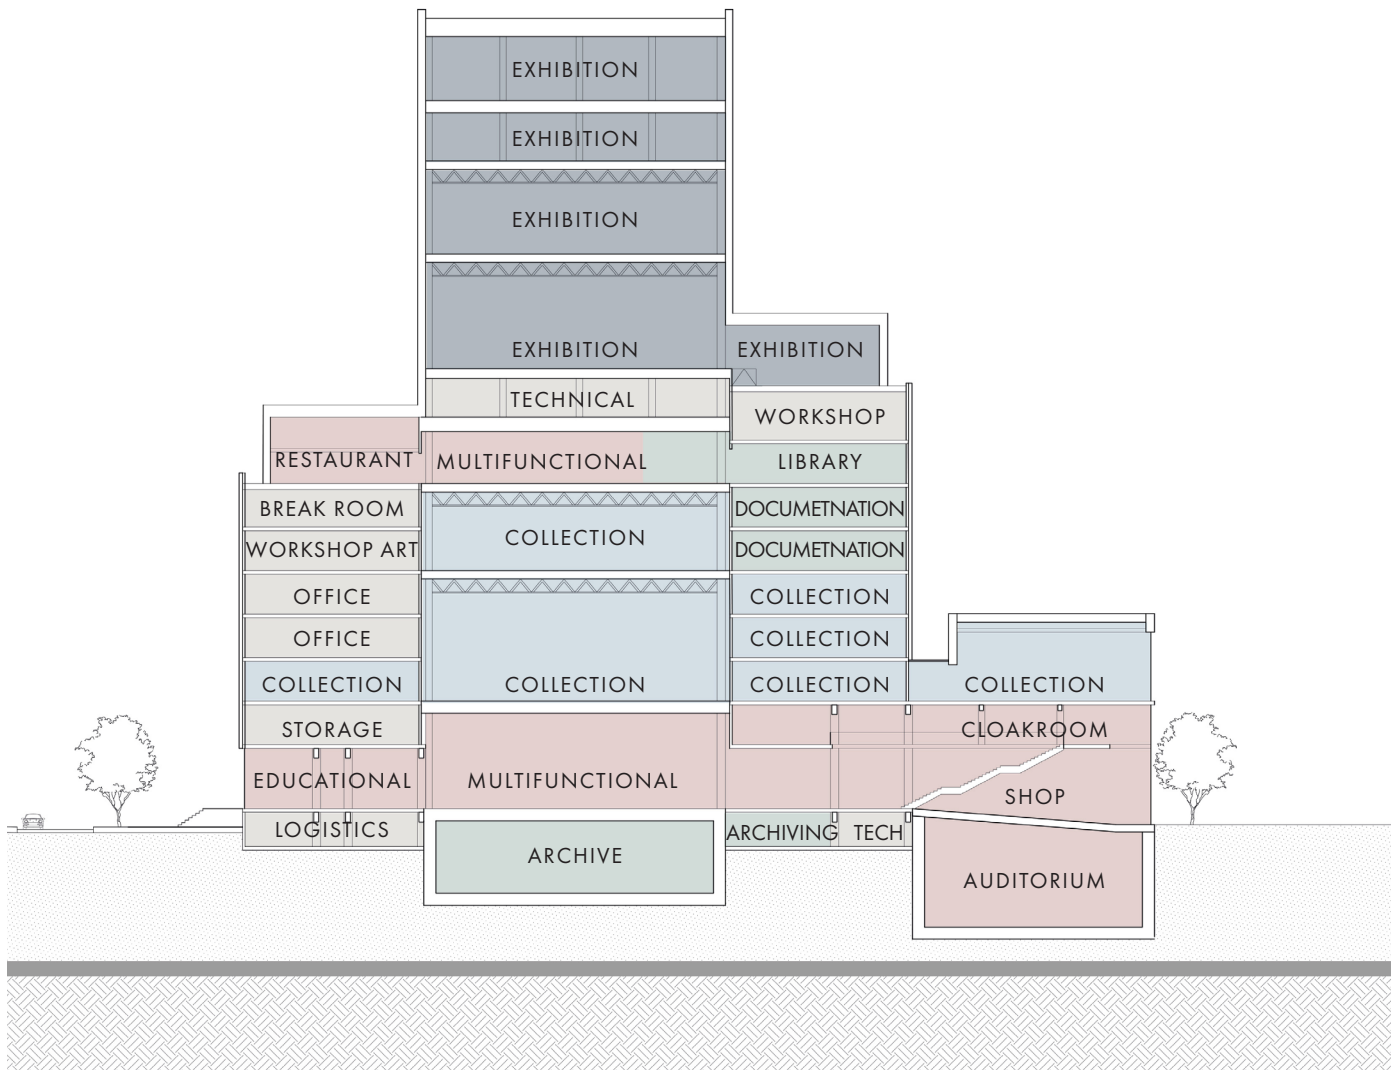 EXHIBITION
EXHIBITION
EXHIBITION
EXHIBITION EXHIBITION
TECHNICAL WORKSHOP
RESTAURANT MULTIFUNCTIONAL LIBRARY
BREAK ROOM DOCUMETNATION
COLLECTION
WORKSHOP ART DOCUMETNATION
OFFICE COLLECTION
OFFICE COLLECTION
COLLECTION COLLECTION COLLECTION COLLECTION
STORAGE CLOAKROOM
EDUCATIONAL MULTIFUNCTIONAL
SHOP
LOGISTICS ARCHIVING TECH
ARCHIVE
AUDITORIUM